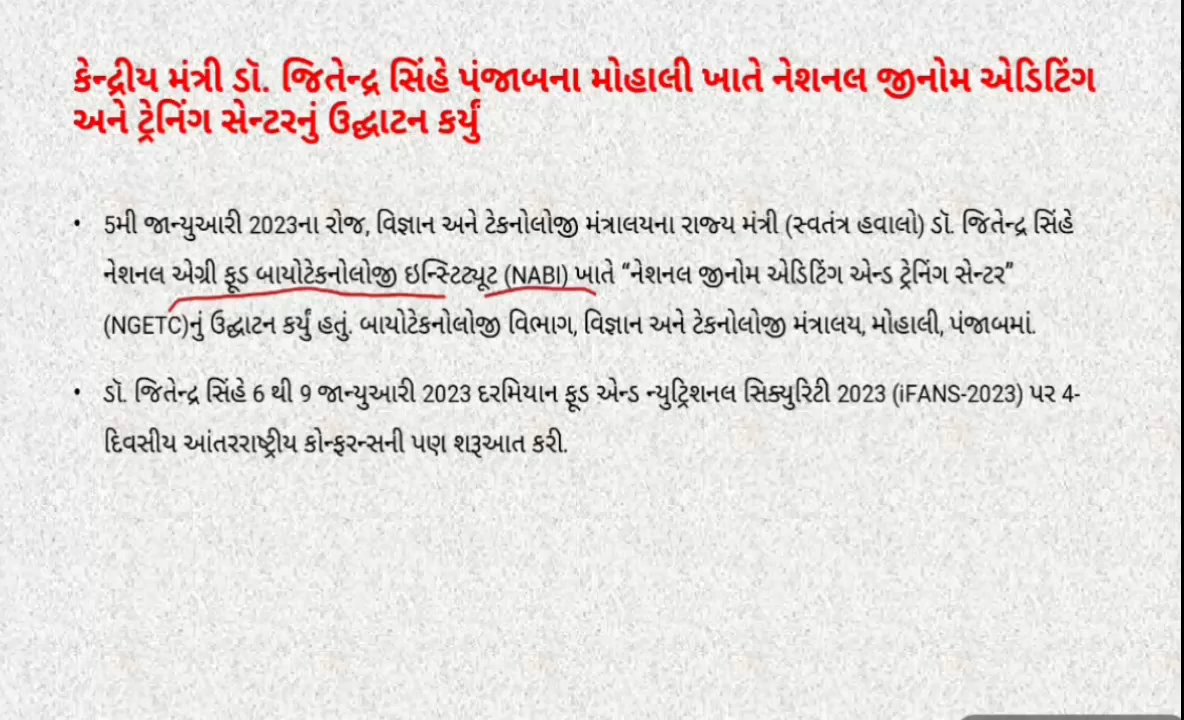 કેન્દ્રીય મંત્રી ડૉ. જિતેન્દ્ર સિંહે પંજાબના મોહાલી ખાતે નેશનલ જીનોમ એડિટિંગ
અને ટ્રેનિંગ સેન્ટરનું ઉદ્ઘાટન કર્યું
• 5મી જાન્યુઆરી 2023ના રોજ, વિજ્ઞાન અને ટેકનોલોજી મંત્રાલયના રાજ્ય મંત્રી (સ્વતંત્ર હવાલો) ડૉ. જિતેન્દ્ર સિંહે
નેશનલ એગ્રી ફૂડ બાયોટેકનોલોજી ઇન્સ્ટિટ્યૂટ (NABI) ખાતે “નેશનલ જીનોમ એડિટિંગ એન્ડ ટ્રેનિંગ સેન્ટર”
(NGETC)નું ઉદ્ઘાટન કર્યું હતું. બાયોટેકનોલોજી વિભાગ, વિજ્ઞાન અને ટેકનોલોજી મંત્રાલય, મોહાલી, પંજાબમાં.
• ડૉ. જિતેન્દ્ર સિંહે 6 થી 9 જાન્યુઆરી 2023 દરમિયાન ફૂડ એન્ડ ન્યુટ્રિશનલ સિક્યુરિટી 2023 (iFANS-2023) પર 4-
દિવસીય આંતરરાષ્ટ્રીય કોન્ફરન્સની પણ શરૂઆત કરી.